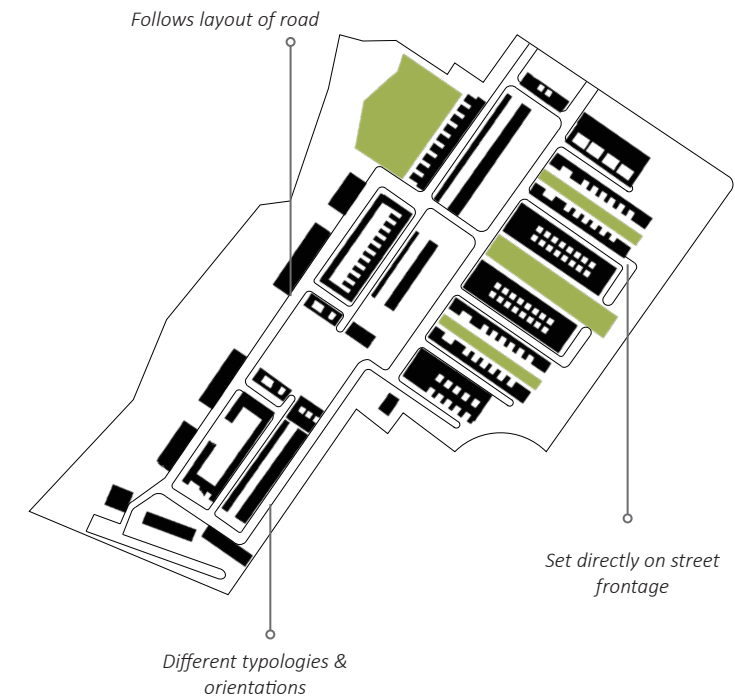 Follows layout of road
Set directly on street
frontage
Different typologies &
orientations